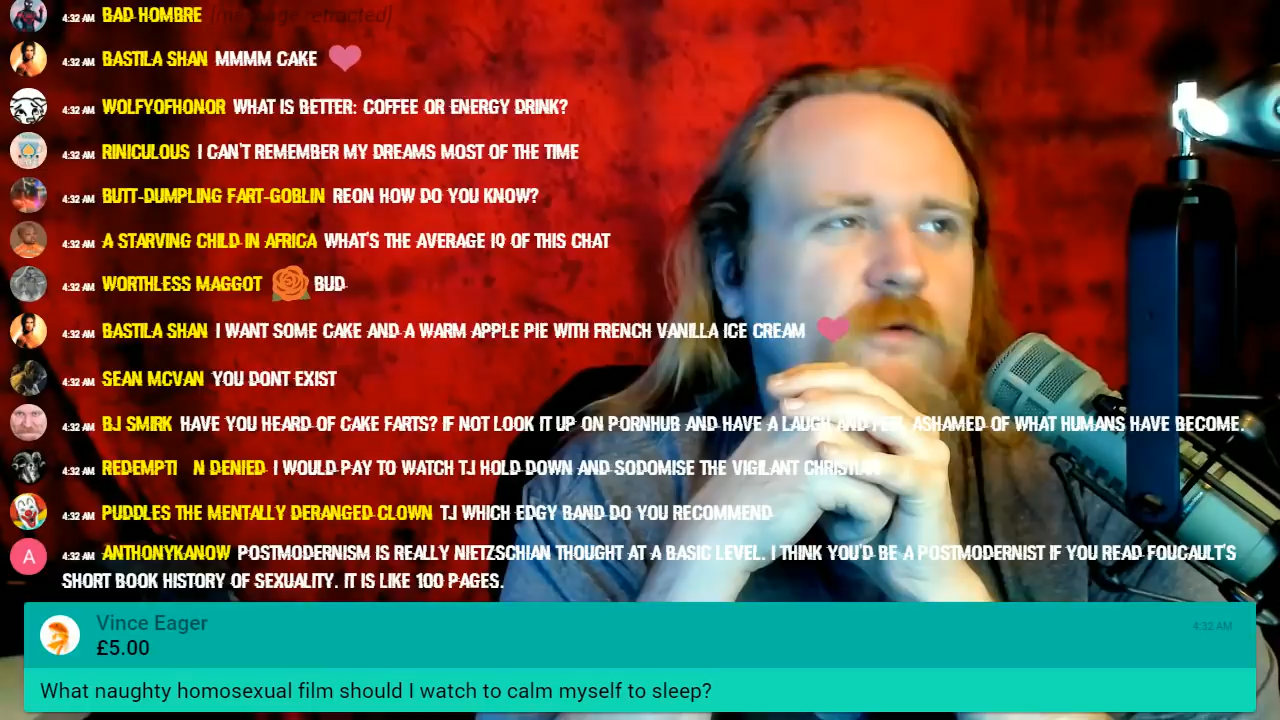 4:32 AM BAD HOMBRE [message retracted]
4:32 AM BASTILA SHAN MMMM CAKE
4:32 AM WOLFYOFHONOR WHAT IS BETTER: COFFEE OR ENERGY DRINK?
4:32 AM RINICULOUS I CAN'T REMEMBER MY DREAMS MOST OF THE TIME
4:32 AM BUTT-DUMPLING FART-GOBLIN REON HOW DO YOU KNOW?
4:32 AM A STARVING CHILD IN AFRICA WHAT'S THE AVERAGE IQ OF THIS CHAT
4:32 AM WORTHLESS MAGGOT BUD
4:32 AM BASTILA SHAN I WANT SOME CAKE AND A WARM APPLE PIE WITH FRENCH VANILLA ICE CREAM
4:32 AM SEAN MCVAN YOU DONT EXIST
4:32 AM BJ SMIRK HAVE YOU HEARD OF CAKE FARTS? IF NOT LOOK IT UP ON PORNHUB AND HAVE A LAUGH AND FEEL ASHAMED OF WHAT HUMANS HAVE BECOME.
4:32 AM REDEMPTI N DENIED I WOULD PAY TO WATCH TJ HOLD DOWN AND SODOMISE THE VIGILANT CHRISTIAN
4:32 AM PUDDLES THE MENTALLY DERANGED CLOWN TJ WHICH EDGY BAND DO YOU RECOMMEND
A 4:32 AM ANTHONYKANOW POSTMODERNISM IS REALLY NIETZSCHIAN THOUGHT AT A BASIC LEVEL. I THINK YOU'D BE A POSTMODERNIST IF YOU READ FOUCAULT'S
SHORT BOOK HISTORY OF SEXUALITY. IT IS LIKE 100 PAGES.
Vince Eager
4:32 AM
£5.00
What naughty homosexual film should I watch to calm myself to sleep?